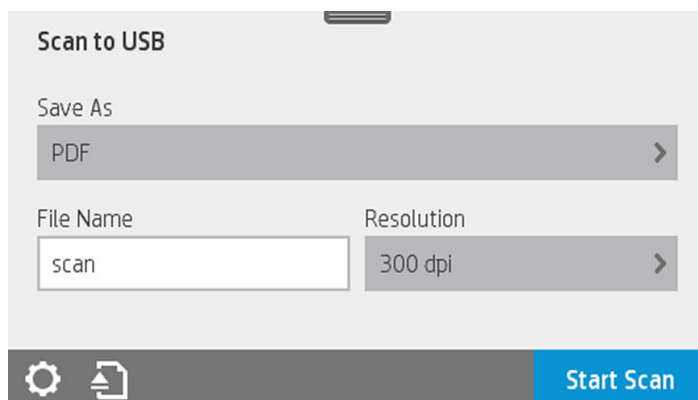 Scan to USB
Save As
PDF
File Name
Resolution
scan
300 dpi
Start Scan